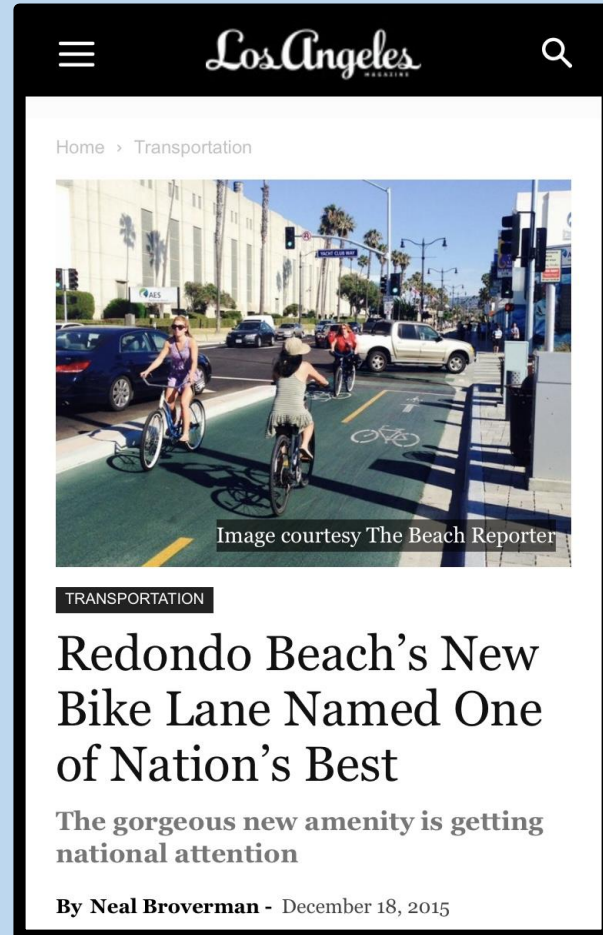 Los Angeles
MAGAZINE
Home › Transportation
YACHT CLUB WAY
AES
Image courtesy The Beach Reporter
TRANSPORTATION
Redondo Beach’s New
Bike Lane Named One
of Nation’s Best
The gorgeous new amenity is getting
national attention
By Neal Broverman - December 18, 2015